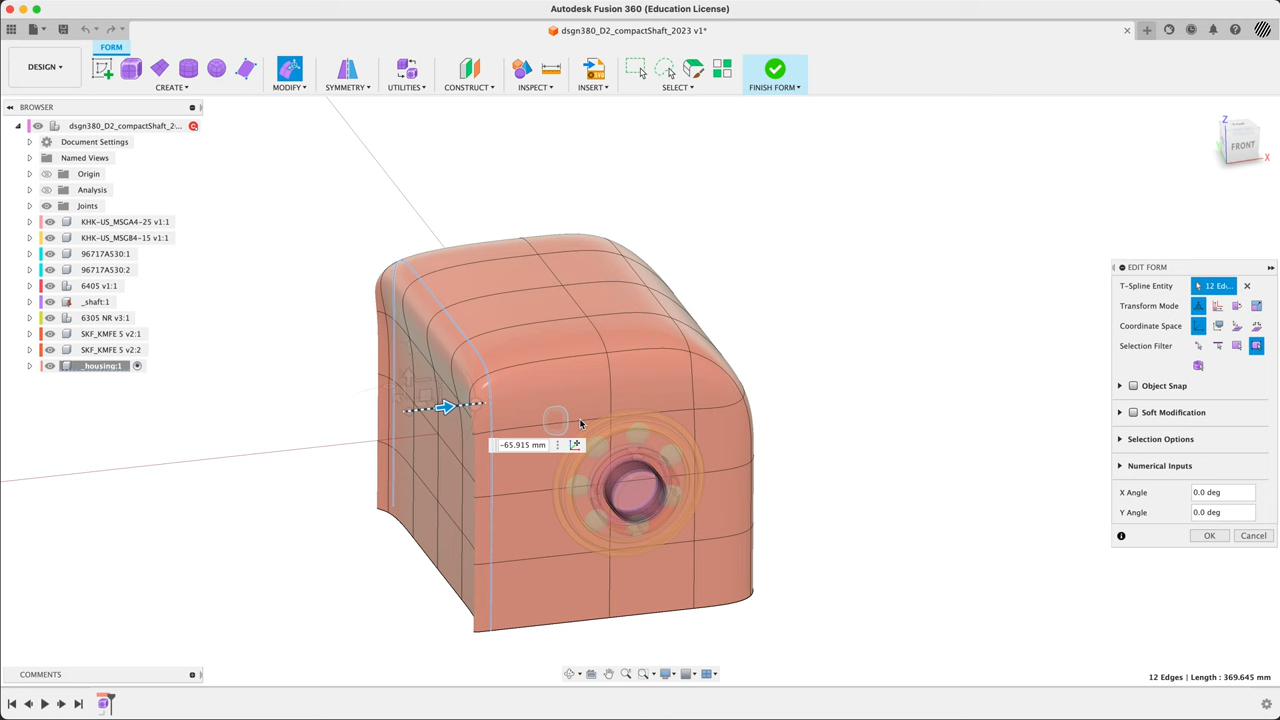 Autodesk Fusion 360 (Education License)
dsgn380_D2_compactShaft_2023 v1*
FORM
DESIGN
CREATE
MODIFY
SYMMETRY
UTILITIES
CONSTRUCT
INSPECT
INSERT
SELECT
FINISH FORM
BROWSER
dsgn380_D2_compactShaft_2...
Document Settings
Named Views
Origin
Analysis
Joints
KHK-US_MSGA4-25 v1:1
KHK-US_MSGB4-15 v1:1
96717A530:1
96717A530:2
6405 v1:1
_shaft:1
6305 NR v3:1
SKF_KMFE 5 v2:1
SKF_KMFE 5 v2:2
_housing:1
Z
FRONT
X
-65.915 mm
EDIT FORM
T-Spline Entity
12 Ed...
Transform Mode
Coordinate Space
Selection Filter
Object Snap
Soft Modification
Selection Options
Numerical Inputs
X Angle 0.0 deg
Y Angle 0.0 deg
OK Cancel
COMMENTS
12 Edges | Length : 369.645 mm